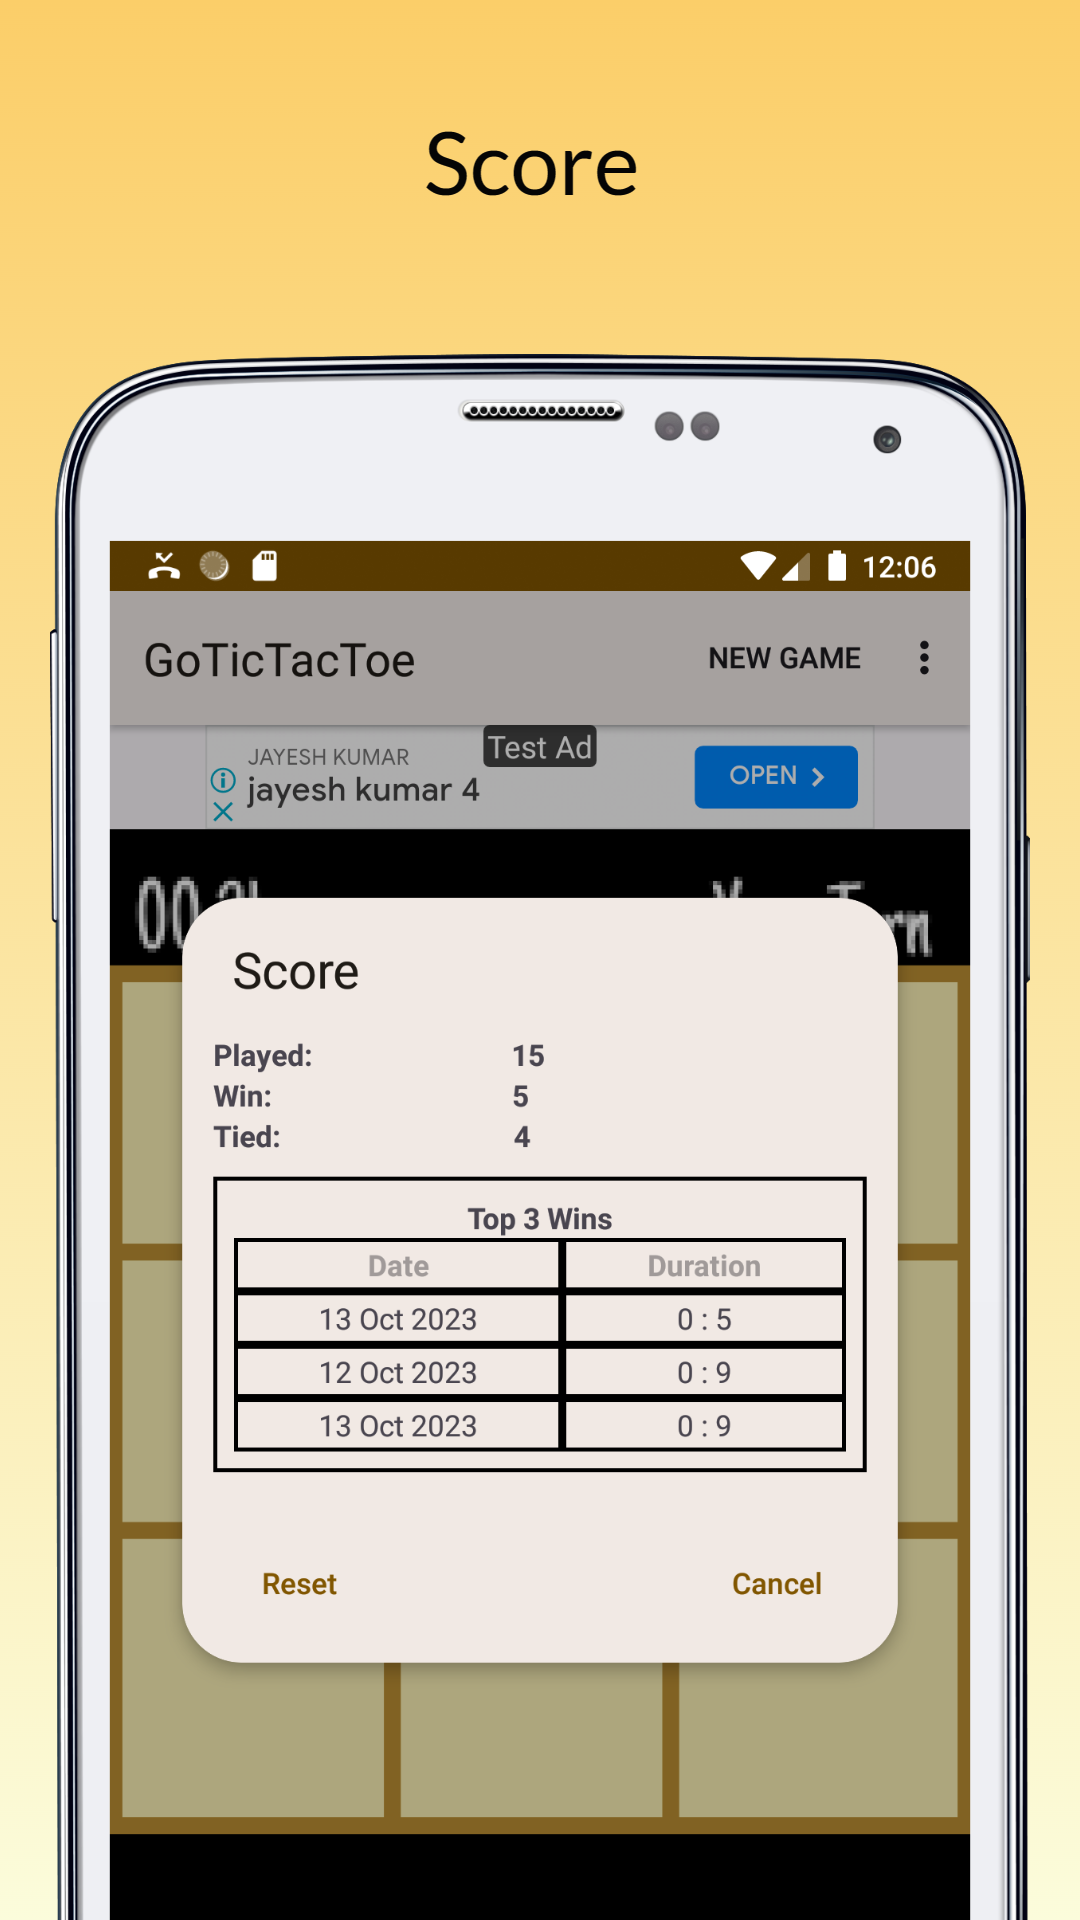 Score
12:06
GoTicTacToe NEW GAME
Test Ad
JAYESH KUMAR
jayesh kumar 4
OPEN
Score
Played: 15
Win: 5
Tied: 4
Top 3 Wins
Date Duration
13 Oct 2023 0 : 5
12 Oct 2023 0 : 9
13 Oct 2023 0 : 9
Reset Cancel